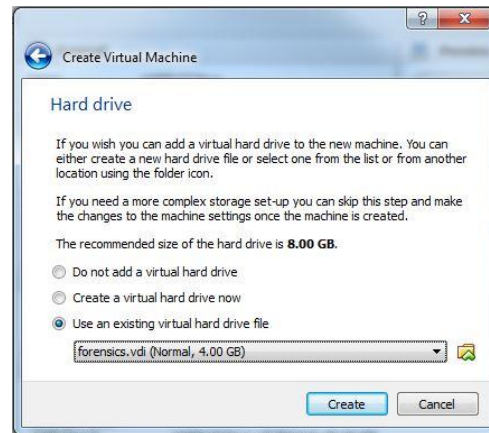 ?
X
Create Virtual Machine
Hard drive
If you wish you can add a virtual hard drive to the new machine. You can
either create a new hard drive file or select one from the list or from another
location using the folder icon.
If you need a more complex storage set-up you can skip this step and make
the changes to the machine settings once the machine is created.
The recommended size of the hard drive is 8.00 GB.
Do not add a virtual hard drive
Create a virtual hard drive now
Use an existing virtual hard drive file
forensics.vdi (Normal, 4.00 GB)
Create Cancel